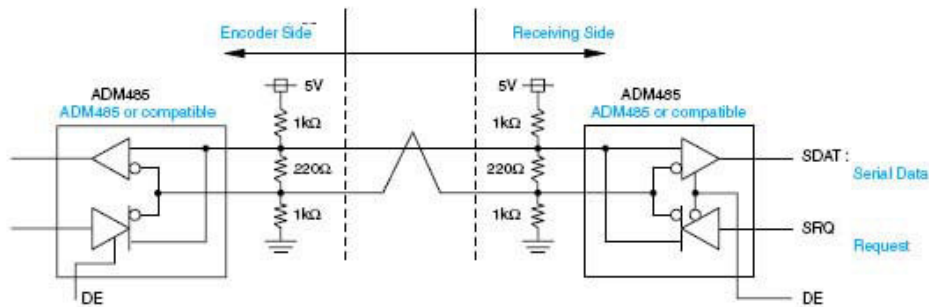 Encoder Side
Receiving Side
5V
5V
ADM485
ADM485 or compatible
ADM485
ADM485 or compatible
1kΩ
1kΩ
220Ω
220Ω
1kΩ
1kΩ
SDAT :
Serial Data
SRQ
Request
DE
DE